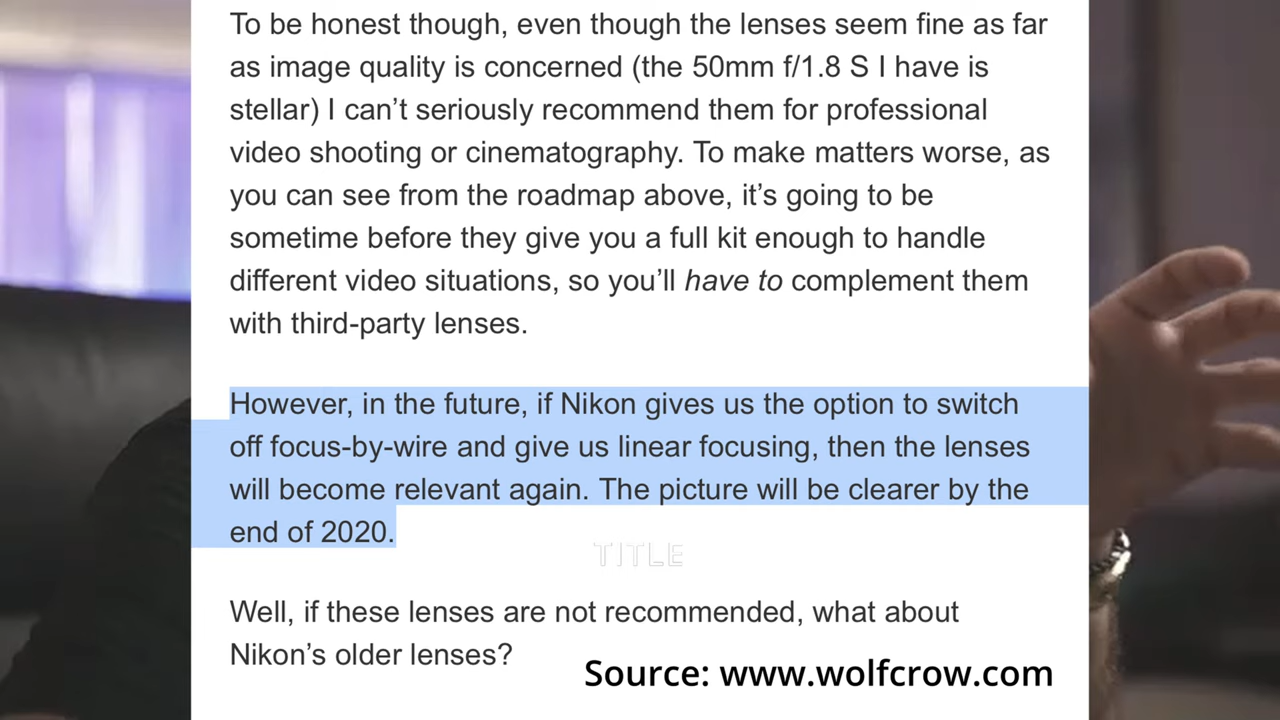 To be honest though, even though the lenses seem fine as far
as image quality is concerned (the 50mm f/1.8 S I have is
stellar) I can’t seriously recommend them for professional
video shooting or cinematography. To make matters worse, as
you can see from the roadmap above, it’s going to be
sometime before they give you a full kit enough to handle
different video situations, so you’ll have to complement them
with third-party lenses.
However, in the future, if Nikon gives us the option to switch
off focus-by-wire and give us linear focusing, then the lenses
will become relevant again. The picture will be clearer by the
end of 2020.
TITLE
Well, if these lenses are not recommended, what about
Nikon’s older lenses?
Source: www.wolfcrow.com